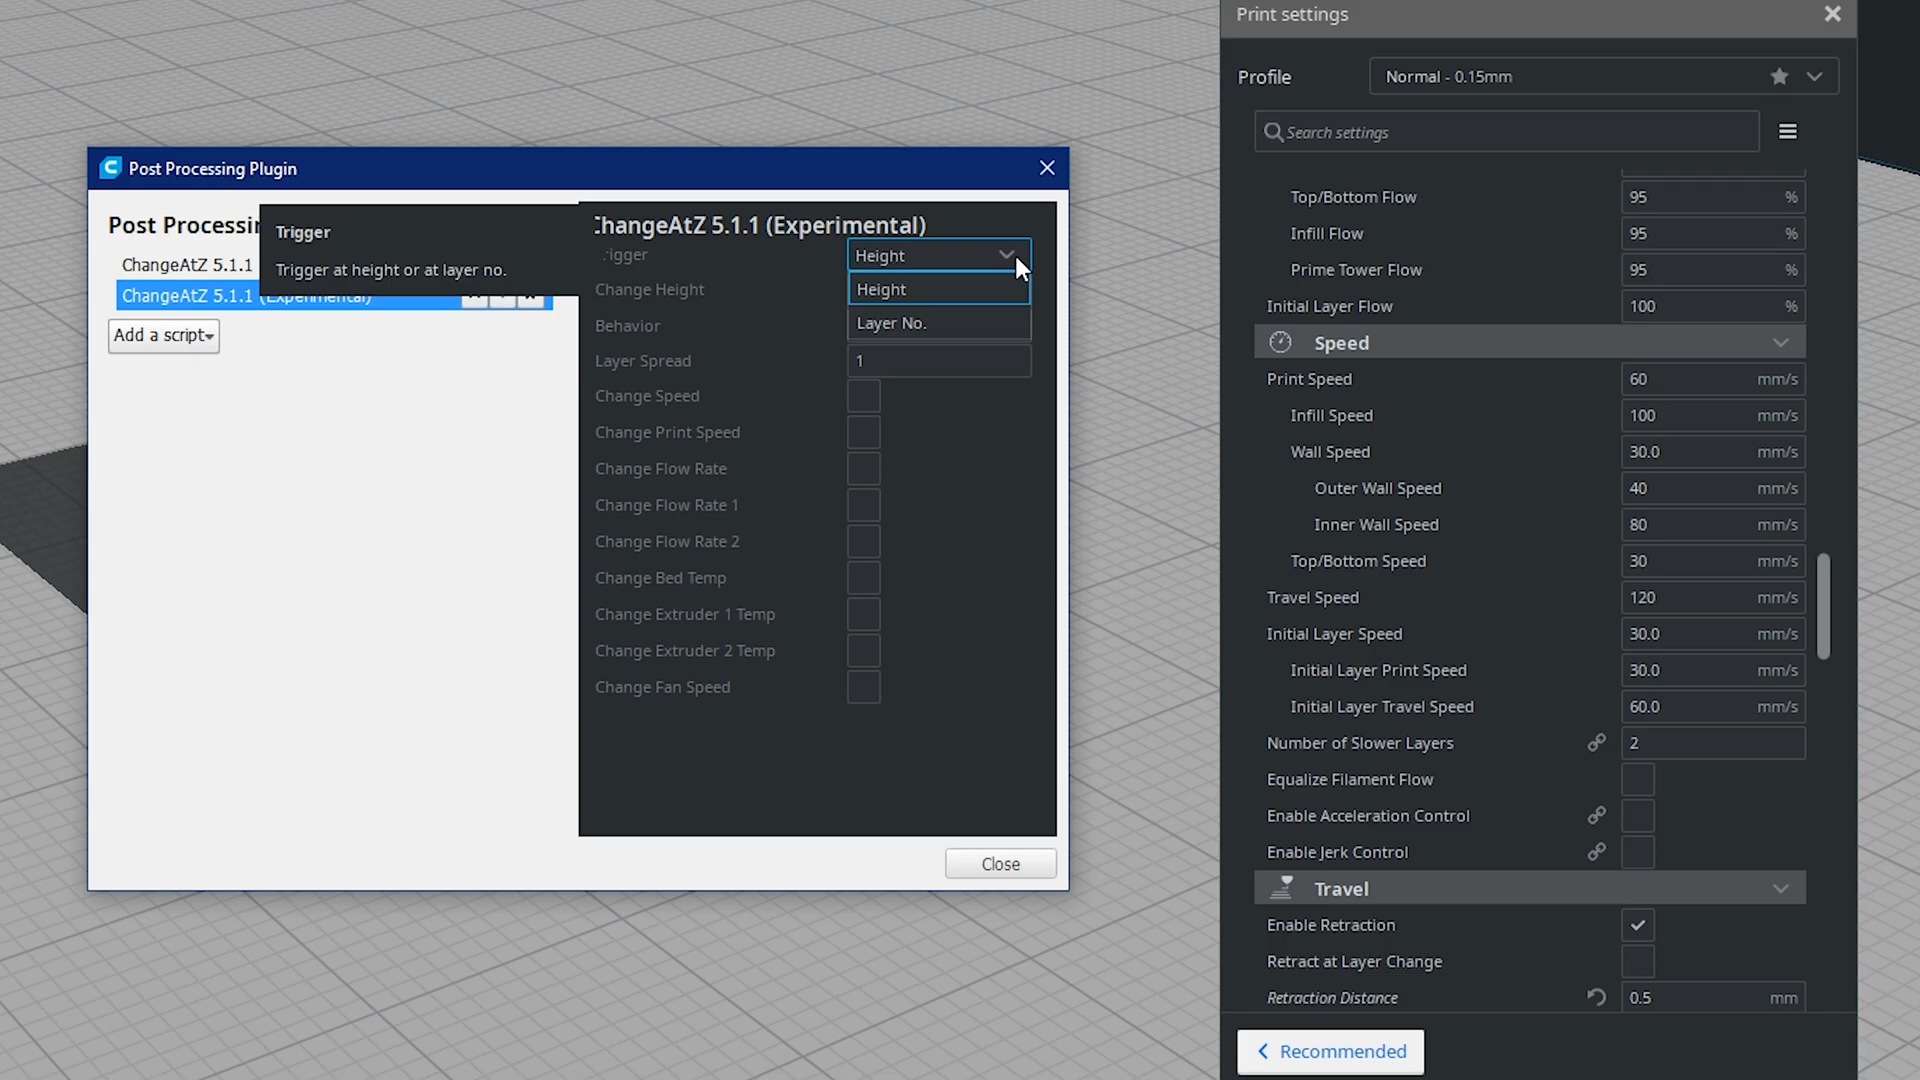 Post Processing Plugin
Post Processin
Trigger
Trigger at height or at layer no.
ChangeAtZ 5.1.1
ChangeAtZ 5.1.1 (Experimental)
Add a script
ChangeAtZ 5.1.1 (Experimental)
Trigger
Height
Change Height
Height
Behavior
Layer No.
Layer Spread
1
Change Speed
Change Print Speed
Change Flow Rate
Change Flow Rate 1
Change Flow Rate 2
Change Bed Temp
Change Extruder 1 Temp
Change Extruder 2 Temp
Change Fan Speed
Close
Print settings
Profile
Normal - 0.15mm
Search settings
Top/Bottom Flow 95 %
Infill Flow 95 %
Prime Tower Flow 95 %
Initial Layer Flow 100 %
Speed
Print Speed 60 mm/s
Infill Speed 100 mm/s
Wall Speed 30.0 mm/s
Outer Wall Speed 40 mm/s
Inner Wall Speed 80 mm/s
Top/Bottom Speed 30 mm/s
Travel Speed 120 mm/s
Initial Layer Speed 30.0 mm/s
Initial Layer Print Speed 30.0 mm/s
Initial Layer Travel Speed 60.0 mm/s
Number of Slower Layers 2
Equalize Filament Flow
Enable Acceleration Control
Enable Jerk Control
Travel
Enable Retraction
Retract at Layer Change
Retraction Distance 0.5 mm
Recommended